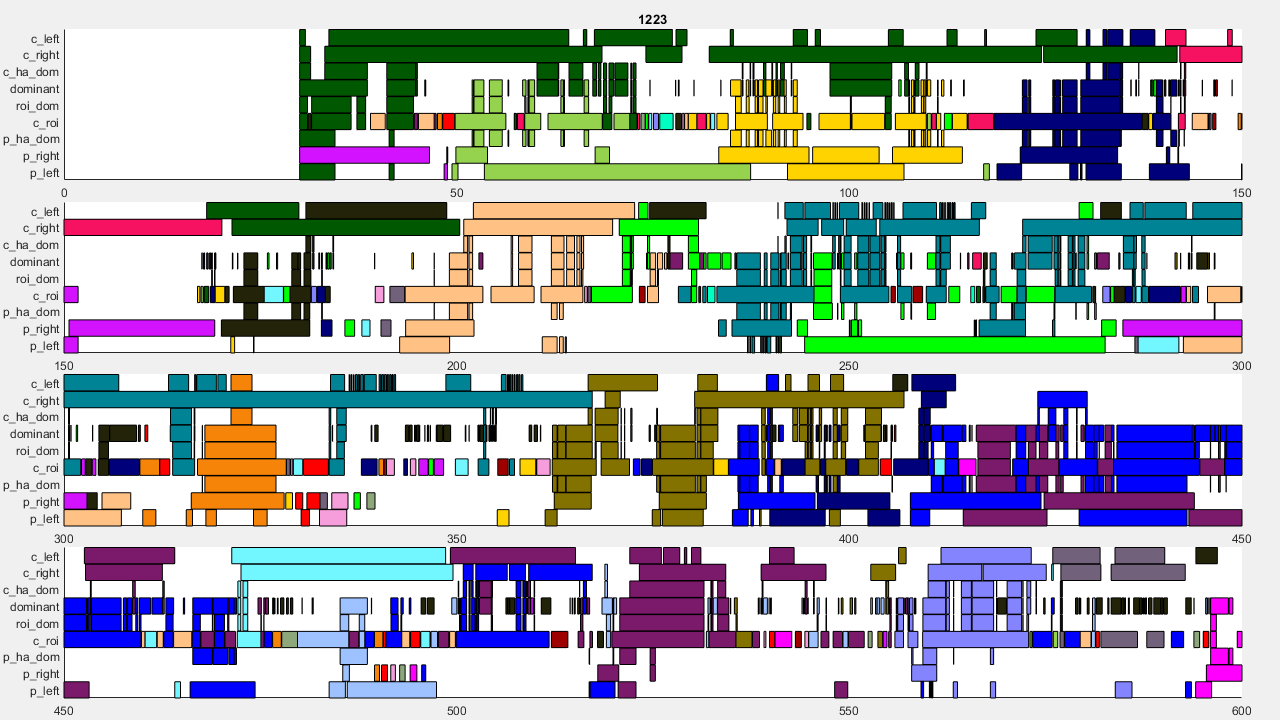 1223
c_left
c_right
c_ha_dom
dominant
roi_dom
c_roi
p_ha_dom
p_right
p_left
0 50 100 150
c_left
c_right
c_ha_dom
dominant
roi_dom
c_roi
p_ha_dom
p_right
p_left
150 200 250 300
c_left
c_right
c_ha_dom
dominant
roi_dom
c_roi
p_ha_dom
p_right
p_left
300 350 400 450
c_left
c_right
c_ha_dom
dominant
roi_dom
c_roi
p_ha_dom
p_right
p_left
450 500 550 600